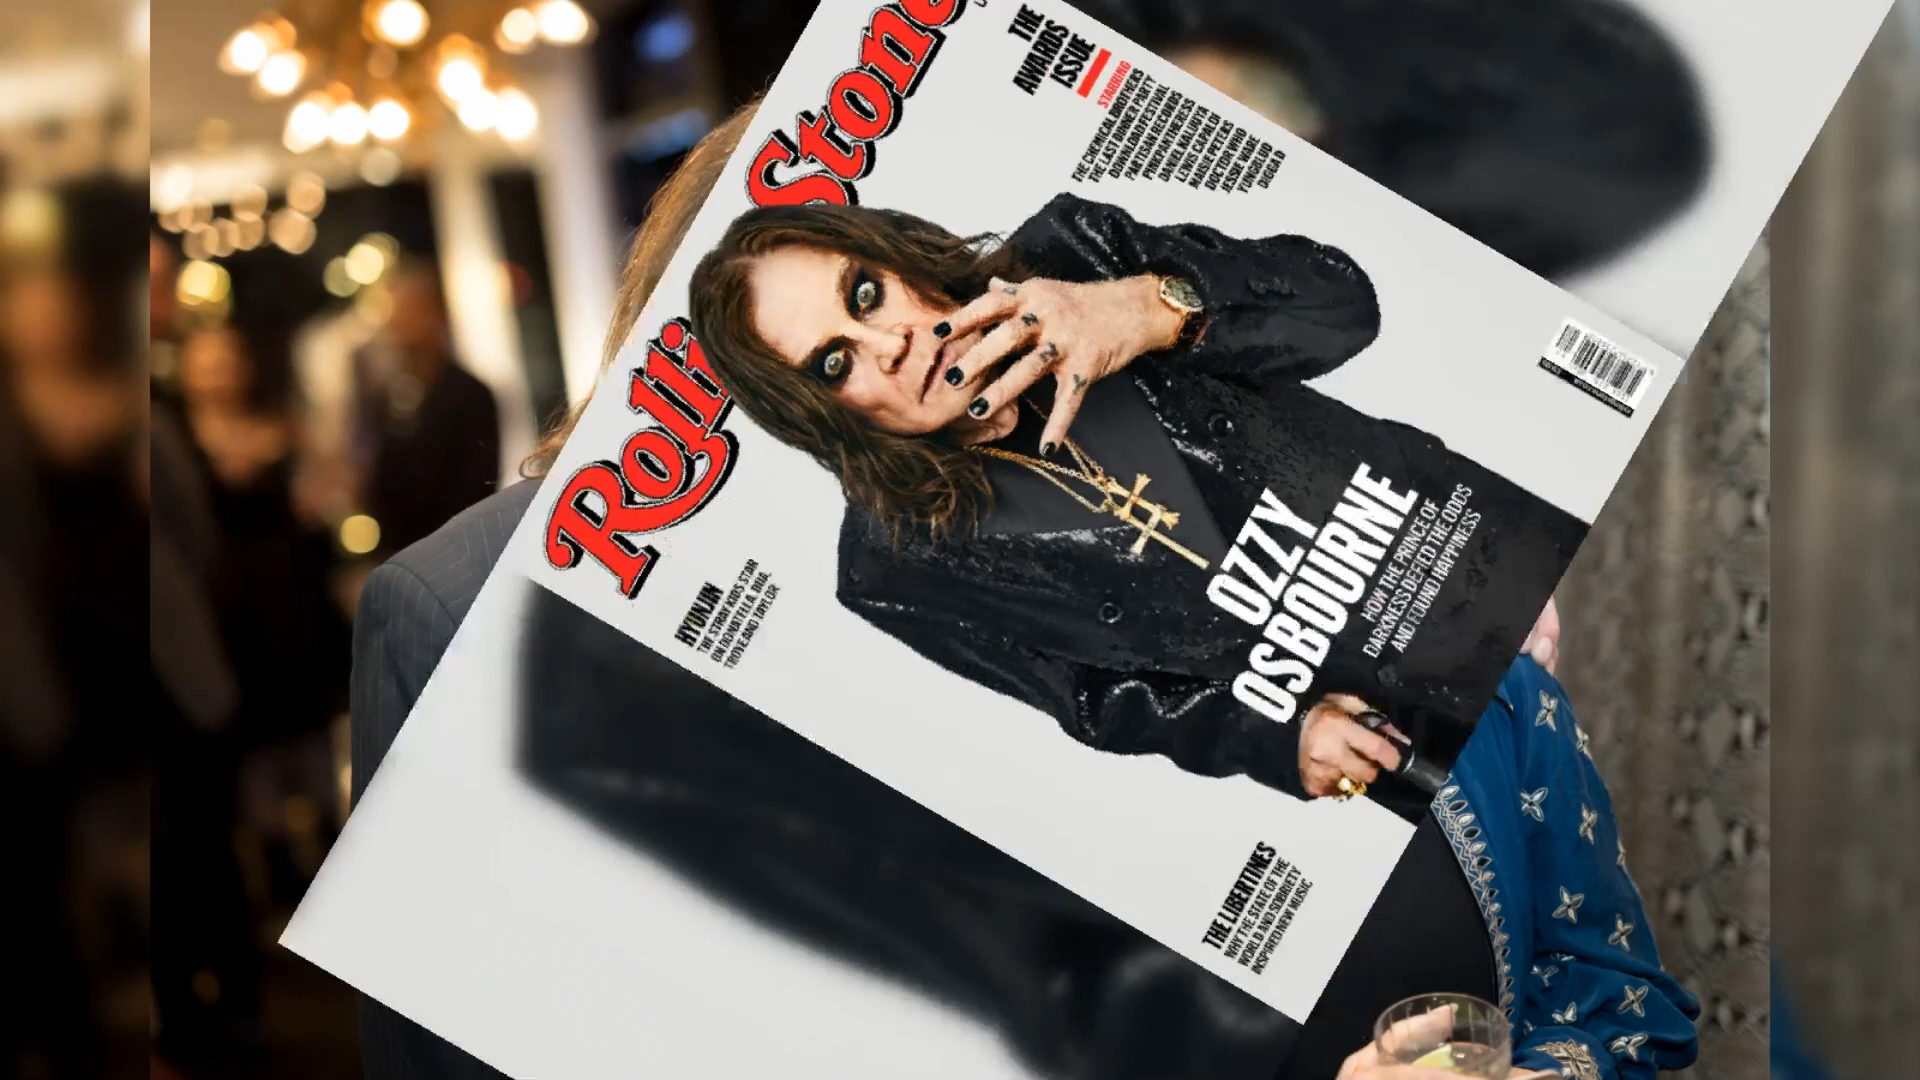 Rolling Stone
THE
AWARDS
ISSUE
STARRING
THE CHEMICAL BROTHERS
THE LAST DINNER PARTY
DOWNLOAD FESTIVAL
PARTISAN RECORDS
PINKPANTHERESS
DANIEL KALUUYA
LEWIS CAPALDI
MAISIE PETERS
DOCTOR WHO
JESSIE WARE
YUNGBLUD
DIGGA D
HYUNJIN
THE STRAY KIDS STAR
ON DONATELLA, DUA,
TROYE AND TAYLOR
OZZY
OSBOURNE
HOW THE PRINCE OF
DARKNESS DEFIED THE ODDS
AND FOUND HAPPINESS
THE LIBERTINES
WHY THE STATE OF THE
WORLD AND SOBRIETY
INSPIRED NEW MUSIC